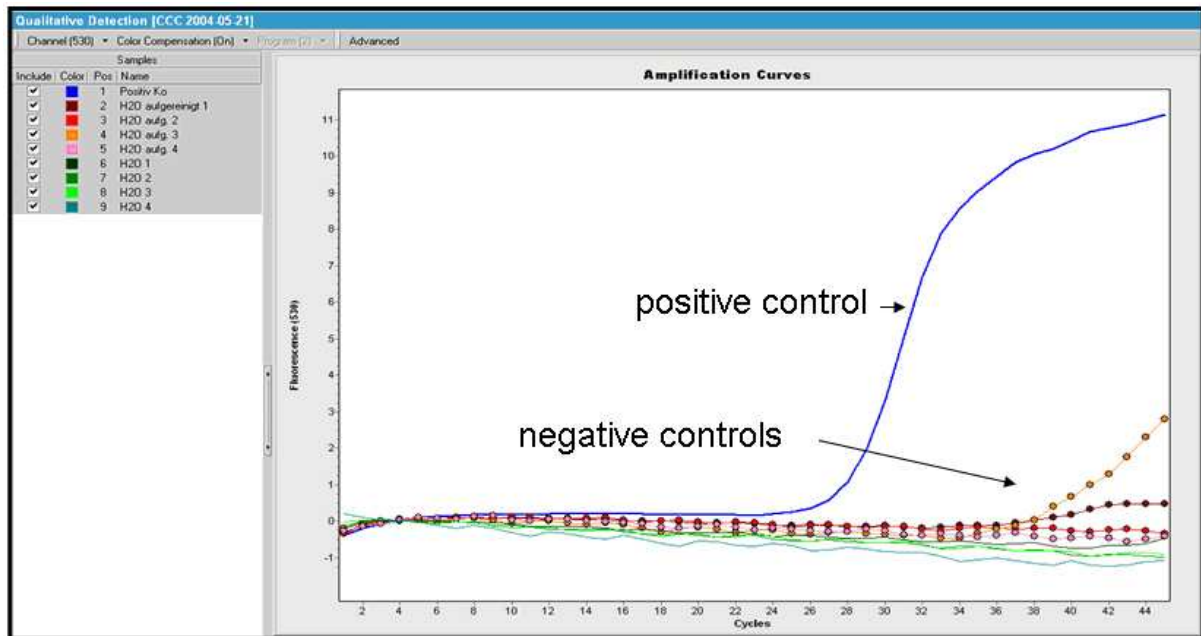 Qualitative Detection [CCC 2004-05-21]
Channel (530) Color Compensation (On) Program (2) Advanced
Samples
Include Color Pos Name
1 Positiv Ko
2 H2O aufgereinigt 1
3 H2O aufg. 2
4 H2O aufg. 3
5 H2O aufg. 4
6 H2O 1
7 H2O 2
8 H2O 3
9 H2O 4
Amplification Curves
11
10
9
8
7
6
5
4
3
2
1
0
-1
Fluorescence (530)
positive control
negative controls
2 4 6 8 10 12 14 16 18 20 22 24 26 28 30 32 34 36 38 40 42 44
Cycles